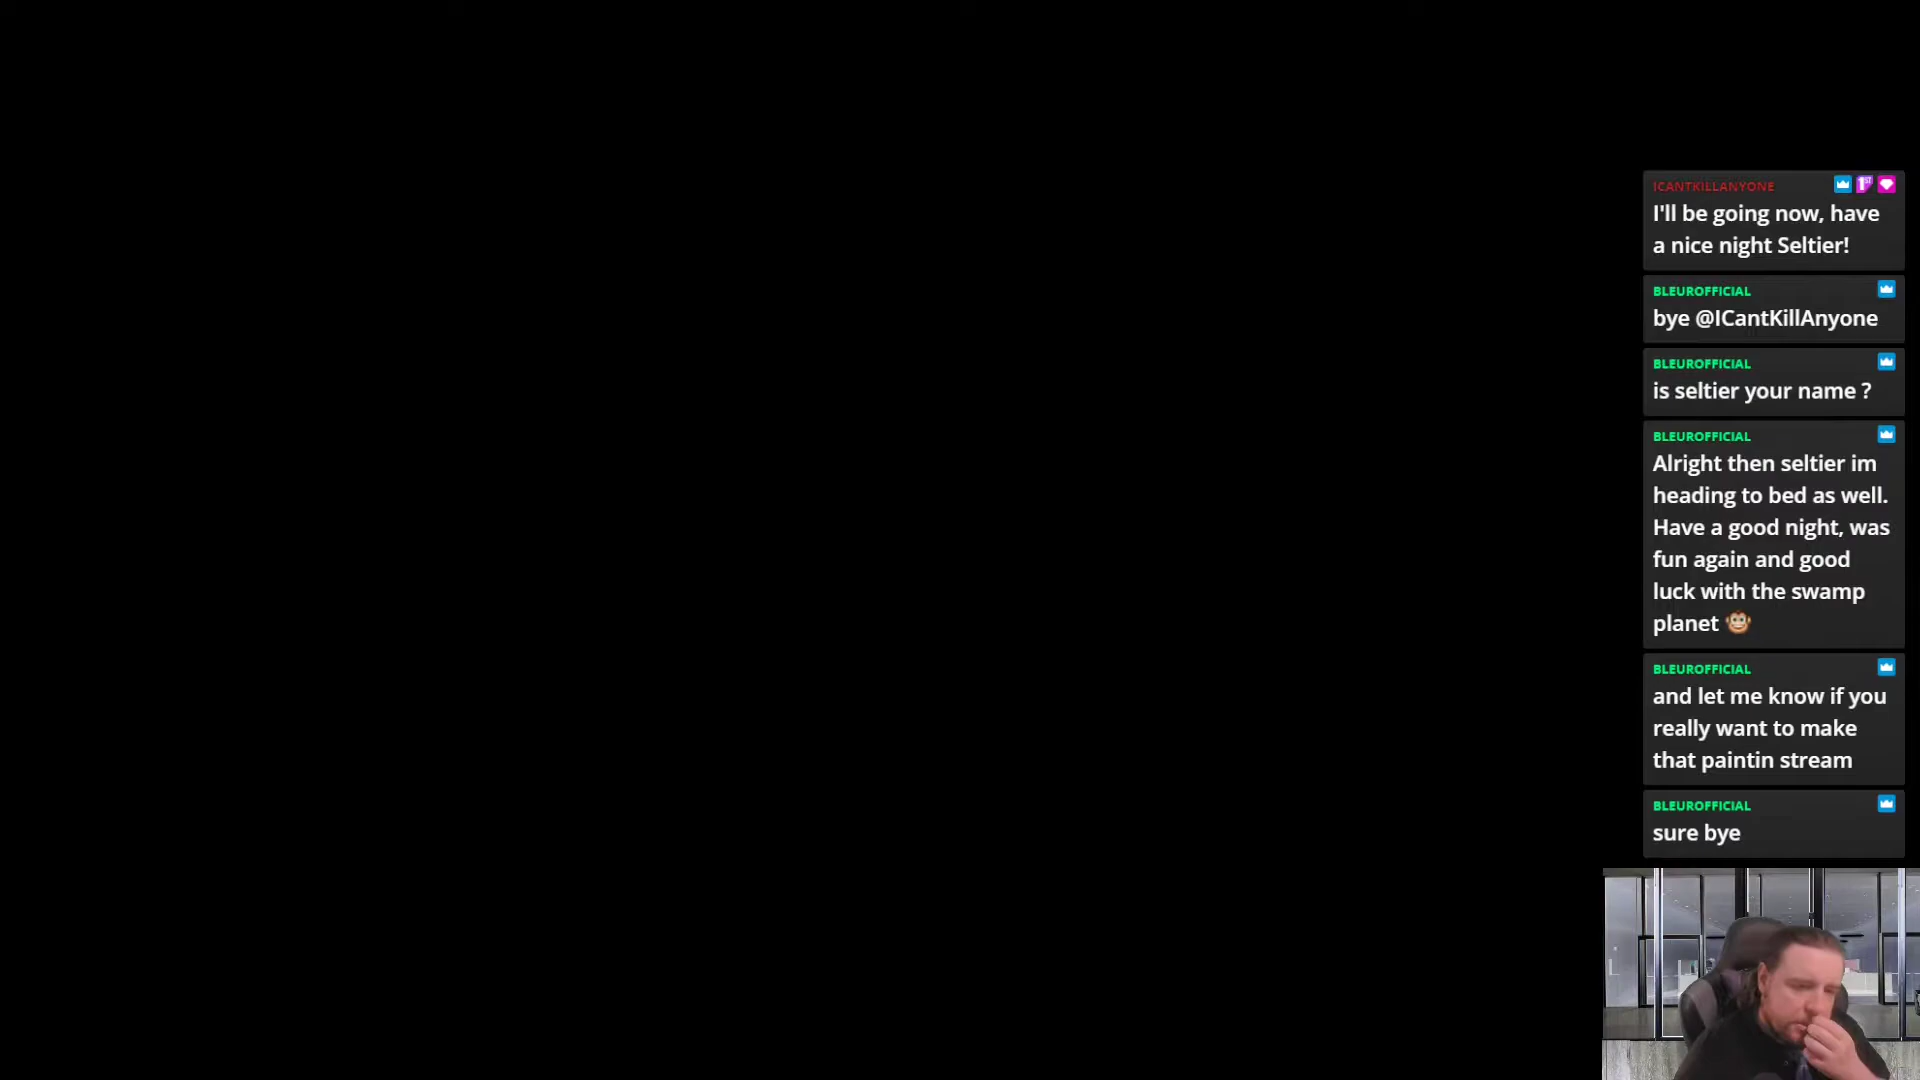 ICANTKILLANYONE
I'll be going now, have
a nice night Seltier!
BLEUROFFICIAL
bye @ICantKillAnyone
BLEUROFFICIAL
is seltier your name ?
BLEUROFFICIAL
Alright then seltier im
heading to bed as well.
Have a good night, was
fun again and good
luck with the swamp
planet 🐵
BLEUROFFICIAL
and let me know if you
really want to make
that paintin stream
BLEUROFFICIAL
sure bye